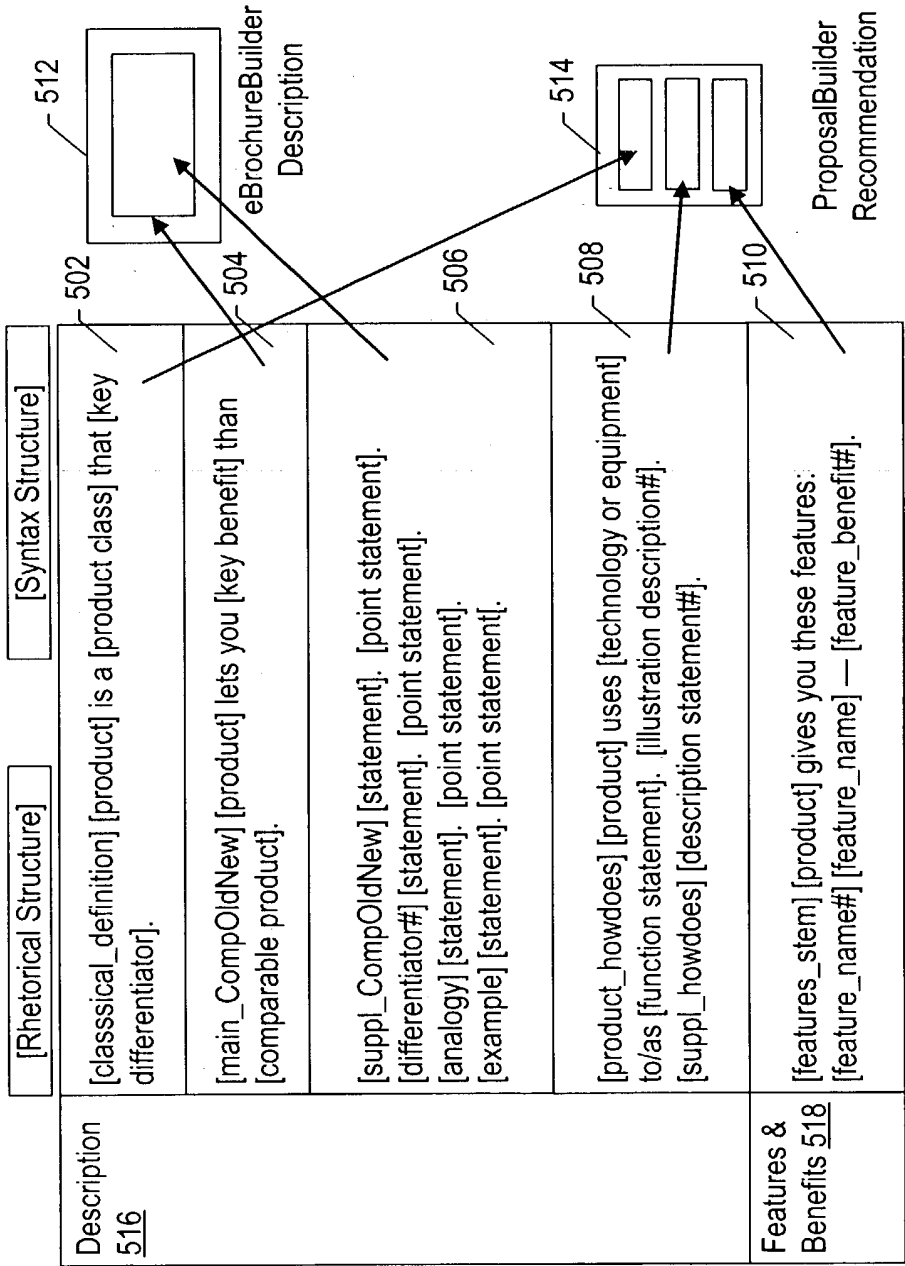 [Rhetorical Structure]
[Syntax Structure]
Description
516
[classsical_definition] [product] is a [product class] that [key
differentiator].
502
[main_CompOldNew] [product] lets you [key benefit] than
[comparable product].
504
[suppl_CompOldNew] [statement]. [point statement].
[differentiator#] [statement]. [point statement].
[analogy] [statement]. [point statement].
[example] [statement]. [point statement[.
506
[product_howdoes] [product] uses [technology or equipment]
to/as [function statement]. [illustration description#].
[suppl_howdoes] [description statement#].
508
Features &
Benefits 518
[features_stem] [product] gives you these features:
[feature_name#] [feature_name] — [feature_benefit#].
510
512
eBrochureBuilder
Description
514
ProposalBuilder
Recommendation